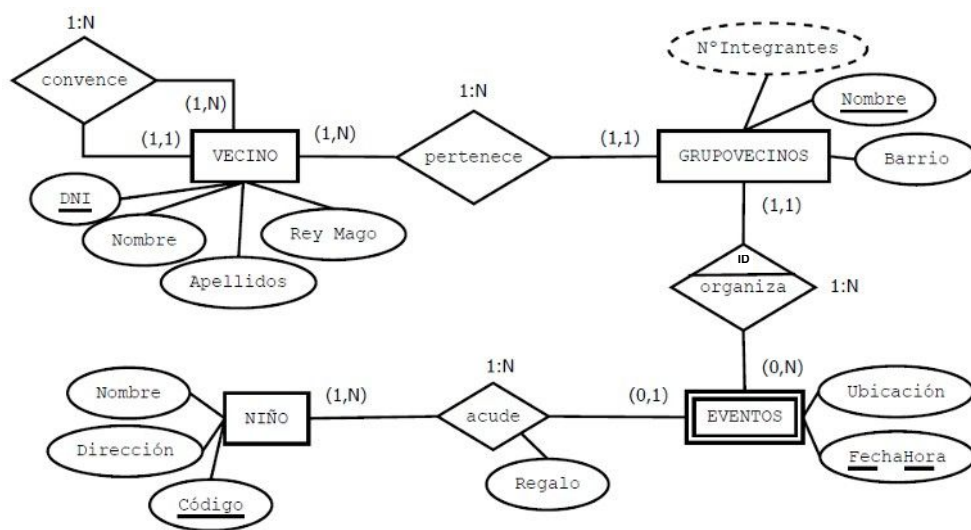 1:N
convence
(1,N)
(1,1)
VECINO
(1,N)
1:N
pertenece
(1,1)
NºIntegrantes
Nombre
GRUPOVECINOS
Barrio
DNI
Nombre
Apellidos
Rey Mago
(1,1)
ID
organiza
1:N
(0,N)
Nombre
Dirección
Código
NIÑO
(1,N)
1:N
acude
Regalo
(0,1)
EVENTOS
Ubicación
FechaHora